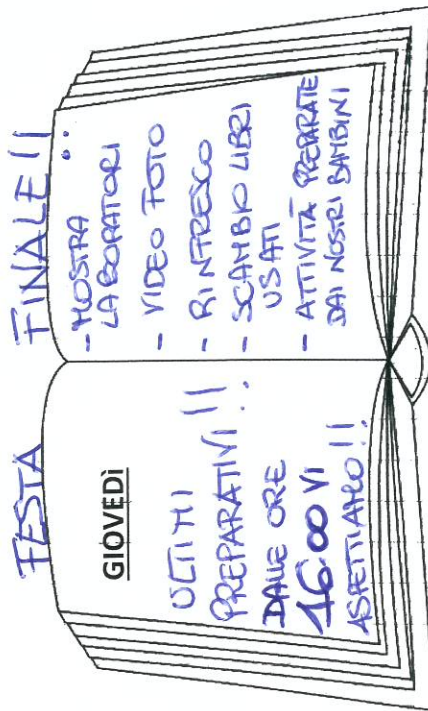 FESTA FINALE!!
GIOVEDÌ
ULTIMI
PREPARATIVI!!
DALLE ORE
16.00 VI
ASPETTIAMO!!
- MOSTRA
LABORATORI
- VIDEO FOTO
- RINFRESCO
- SCAMBIO LIBRI
USATI
- ATTIVITÀ PREPARATE
DAI NOSTRI BAMBINI